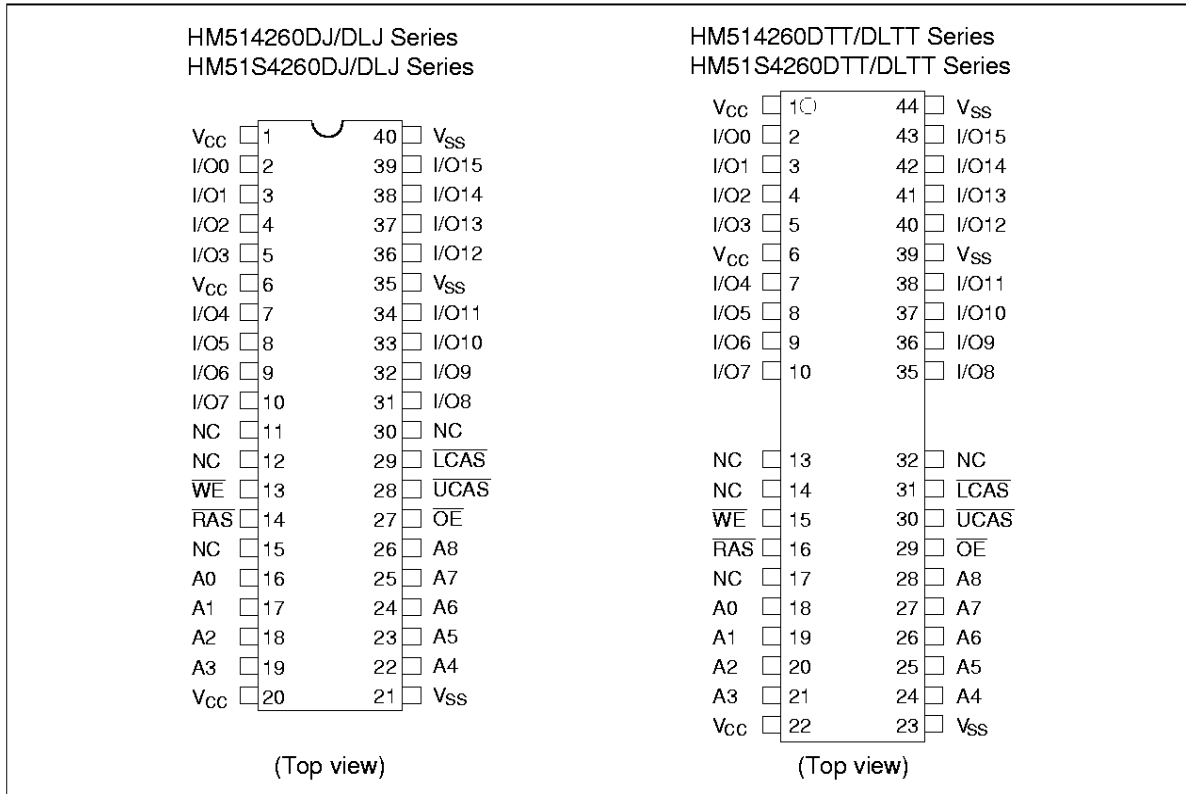 HM514260DJ/DLJ Series
HM51S4260DJ/DLJ Series
VCC 1 40 VSS
I/O0 2 39 I/O15
I/O1 3 38 I/O14
I/O2 4 37 I/O13
I/O3 5 36 I/O12
VCC 6 35 VSS
I/O4 7 34 I/O11
I/O5 8 33 I/O10
I/O6 9 32 I/O9
I/O7 10 31 I/O8
NC 11 30 NC
NC 12 29 LCAS
WE 13 28 UCAS
RAS 14 27 OE
NC 15 26 A8
A0 16 25 A7
A1 17 24 A6
A2 18 23 A5
A3 19 22 A4
VCC 20 21 VSS
(Top view)
HM514260DTT/DLTT Series
HM51S4260DTT/DLTT Series
VCC 1 44 VSS
I/O0 2 43 I/O15
I/O1 3 42 I/O14
I/O2 4 41 I/O13
I/O3 5 40 I/O12
VCC 6 39 VSS
I/O4 7 38 I/O11
I/O5 8 37 I/O10
I/O6 9 36 I/O9
I/O7 10 35 I/O8
NC 13 32 NC
NC 14 31 LCAS
WE 15 30 UCAS
RAS 16 29 OE
NC 17 28 A8
A0 18 27 A7
A1 19 26 A6
A2 20 25 A5
A3 21 24 A4
VCC 22 23 VSS
(Top view)